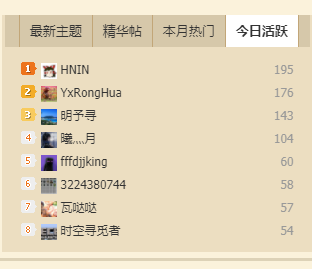 最新主题 精华帖 本月热门 今日活跃
1 HNIN 195
2 YxRongHua 176
3 明予寻 143
4 曦灬月 104
5 fffdjjking 60
6 3224380744 58
7 瓦哒哒 57
8 时空寻觅者 54